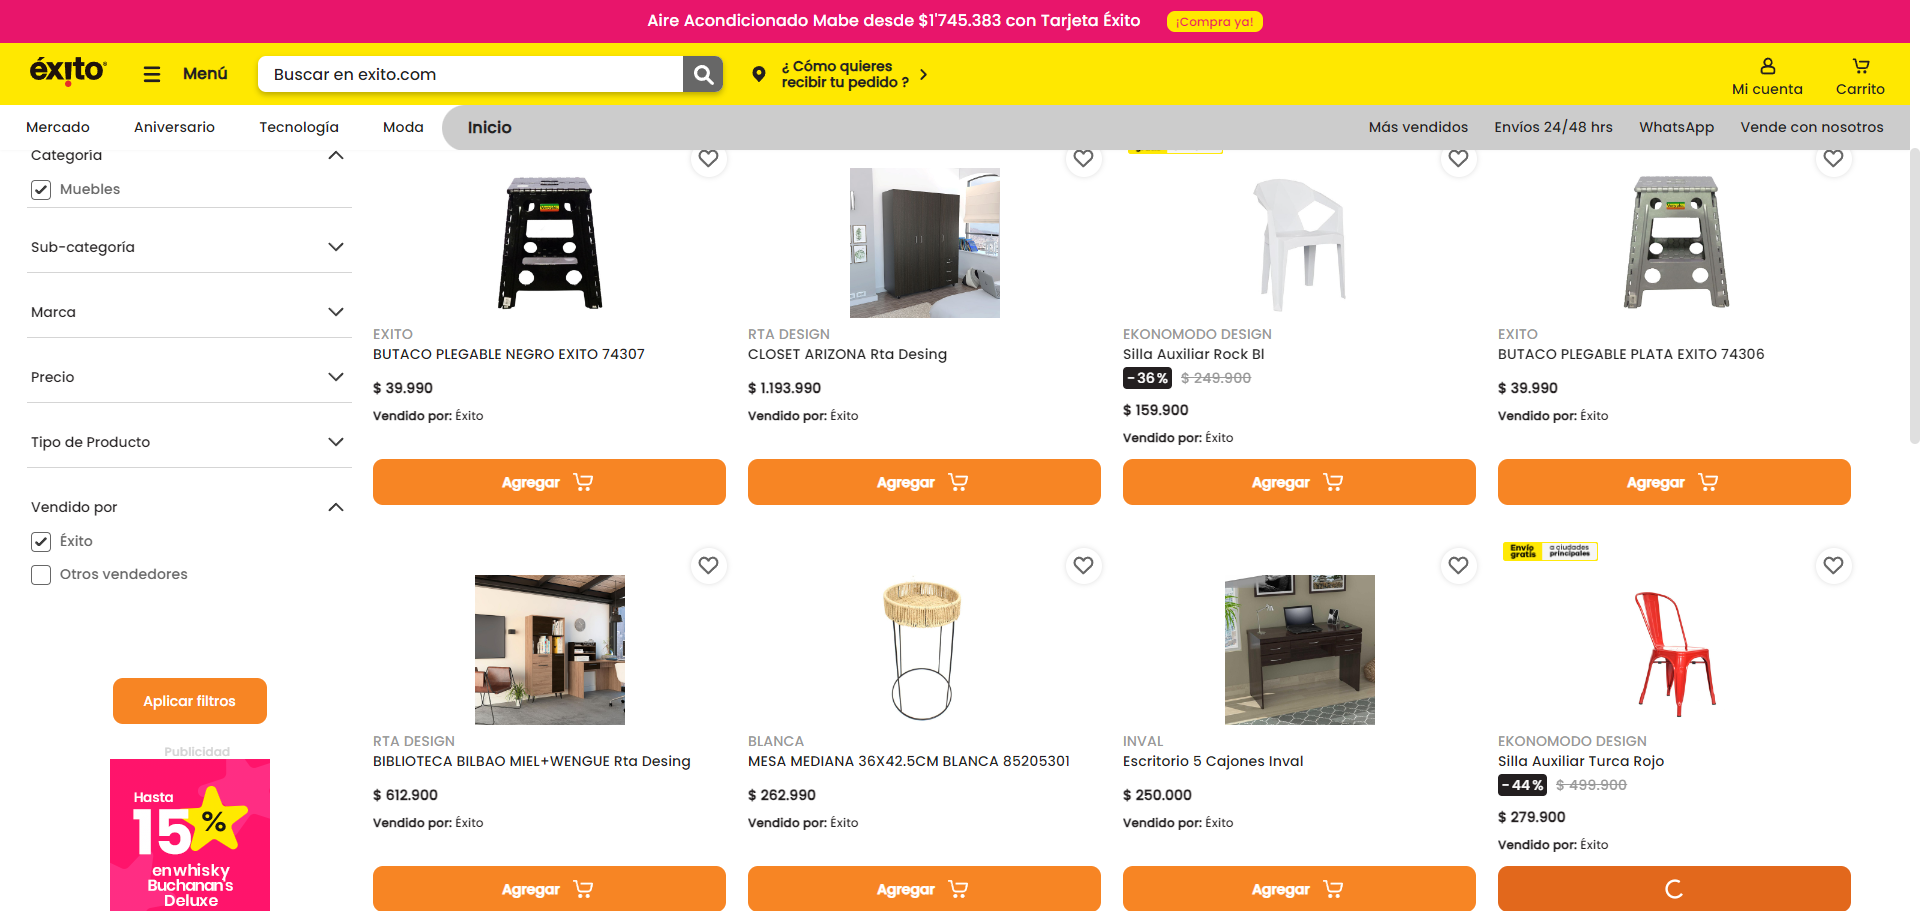 Aire Acondicionado Mabe desde $1'745.383 con Tarjeta Éxito
¡Compra ya!
éxito
Menú
Buscar en exito.com
¿ Cómo quieres
recibir tu pedido ?
Mi cuenta
Carrito
Mercado
Aniversario
Tecnología
Moda
Inicio
Más vendidos
Envíos 24/48 hrs
WhatsApp
Vende con nosotros
Categoría
Muebles
Sub-categoría
Marca
Precio
Tipo de Producto
Vendido por
Éxito
Otros vendedores
Aplicar filtros
Publicidad
Hasta
15%
en whisky
Buchanan's
Deluxe
EXITO
BUTACO PLEGABLE NEGRO EXITO 74307
$ 39.990
Vendido por: Éxito
Agregar
RTA DESIGN
CLOSET ARIZONA Rta Desing
$ 1.193.990
Vendido por: Éxito
Agregar
EKONOMODO DESIGN
Silla Auxiliar Rock Bl
-36% $ 249.900
$ 159.900
Vendido por: Éxito
Agregar
EXITO
BUTACO PLEGABLE PLATA EXITO 74306
$ 39.990
Vendido por: Éxito
Agregar
RTA DESIGN
BIBLIOTECA BILBAO MIEL+WENGUE Rta Desing
$ 612.900
Vendido por: Éxito
Agregar
BLANCA
MESA MEDIANA 36X42.5CM BLANCA 85205301
$ 262.990
Vendido por: Éxito
Agregar
INVAL
Escritorio 5 Cajones Inval
$ 250.000
Vendido por: Éxito
Agregar
Envío
gratis
a ciudades
principales
EKONOMODO DESIGN
Silla Auxiliar Turca Rojo
-44% $ 499.900
$ 279.900
Vendido por: Éxito